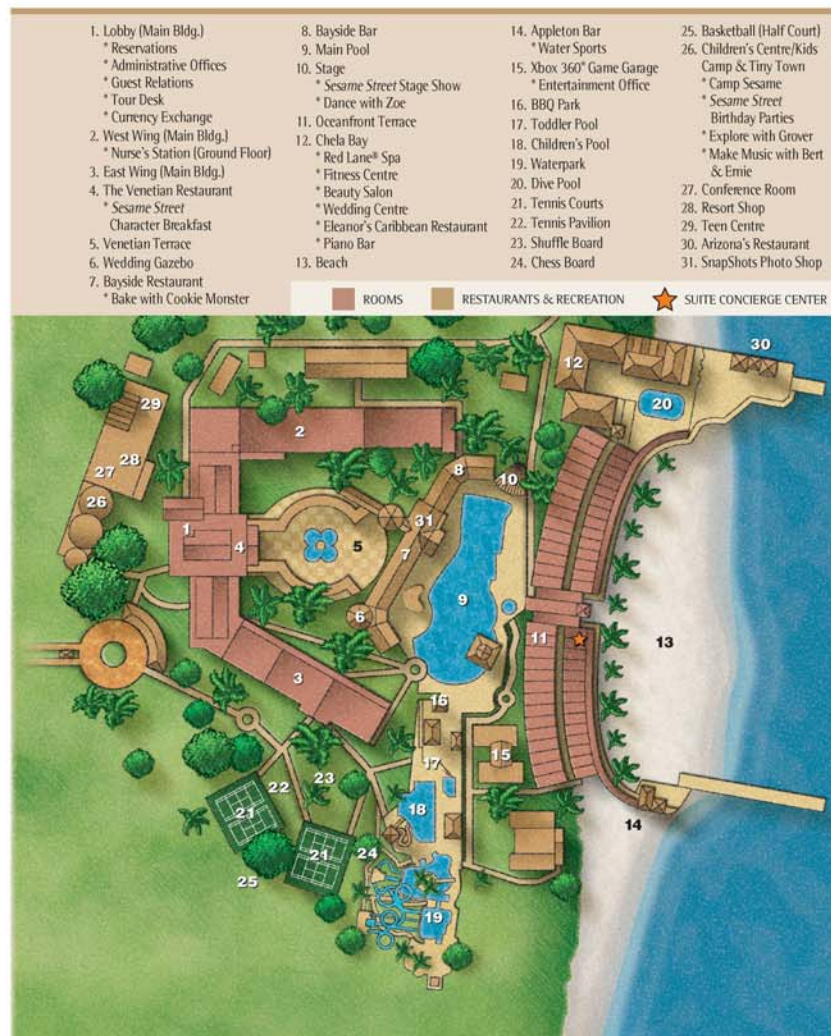 1. Lobby (Main Bldg.)
* Reservations
* Administrative Offices
* Guest Relations
* Tour Desk
* Currency Exchange
2. West Wing (Main Bldg.)
* Nurse's Station (Ground Floor)
3. East Wing (Main Bldg.)
4. The Venetian Restaurant
* Sesame Street
Character Breakfast
5. Venetian Terrace
6. Wedding Gazebo
7. Bayside Restaurant
* Bake with Cookie Monster
8. Bayside Bar
9. Main Pool
10. Stage
* Sesame Street Stage Show
* Dance with Zoe
11. Oceanfront Terrace
12. Chela Bay
* Red Lane® Spa
* Fitness Centre
* Beauty Salon
* Wedding Centre
* Eleanor's Caribbean Restaurant
* Piano Bar
13. Beach
14. Appleton Bar
* Water Sports
15. Xbox 360® Game Garage
* Entertainment Office
16. BBQ Park
17. Toddler Pool
18. Children's Pool
19. Waterpark
20. Dive Pool
21. Tennis Courts
22. Tennis Pavilion
23. Shuffle Board
24. Chess Board
25. Basketball (Half Court)
26. Children's Centre/Kids
Camp & Tiny Town
* Camp Sesame
* Sesame Street
Birthday Parties
* Explore with Grover
* Make Music with Bert
& Ernie
27. Conference Room
28. Resort Shop
29. Teen Centre
30. Arizona's Restaurant
31. SnapShots Photo Shop
ROOMS
RESTAURANTS & RECREATION
SUITE CONCIERGE CENTER
30
12
20
29
2
28
27
8
10
26
31
1
4
5
7
9
6
11
13
3
16
15
17
23
22
18
14
21
21
24
25
19